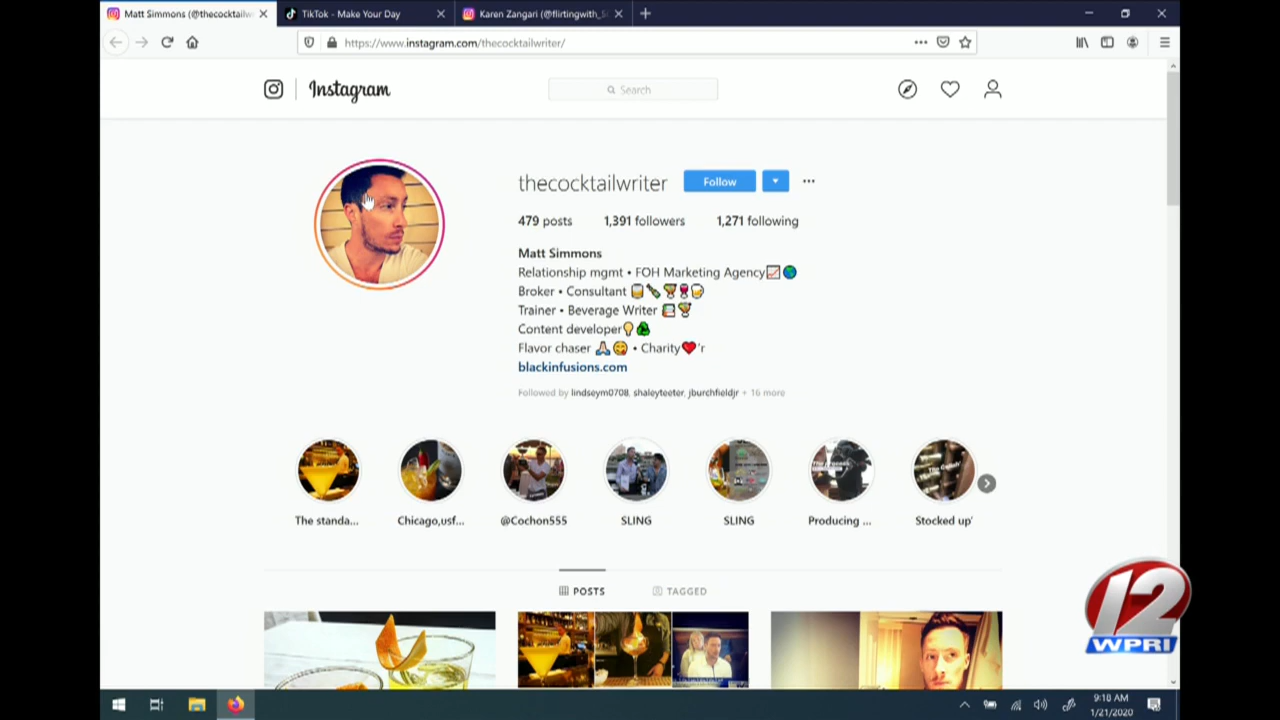 Matt Simmons (@thecocktailw
TikTok - Make Your Day
Karen Zangari (@flirtingwith_5
https://www.instagram.com/thecocktailwriter/
Instagram
Search
thecocktailwriter
Follow
479 posts 1,391 followers 1,271 following
Matt Simmons
Relationship mgmt • FOH Marketing Agency📈🌎
Broker • Consultant 🥃🍾🍸🍷🍺
Trainer • Beverage Writer 📚🍹
Content developer💡♻
Flavor chaser 🙏😋 • Charity❤'r
blackinfusions.com
Followed by lindseym0708, shaleyteeter, jburchfieldjr + 16 more
The standa...
Chicago,usf...
@Cochon555
SLING
SLING
Producing ...
Stocked up'
POSTS
TAGGED
12
WPRI
9:18 AM
1/21/2020